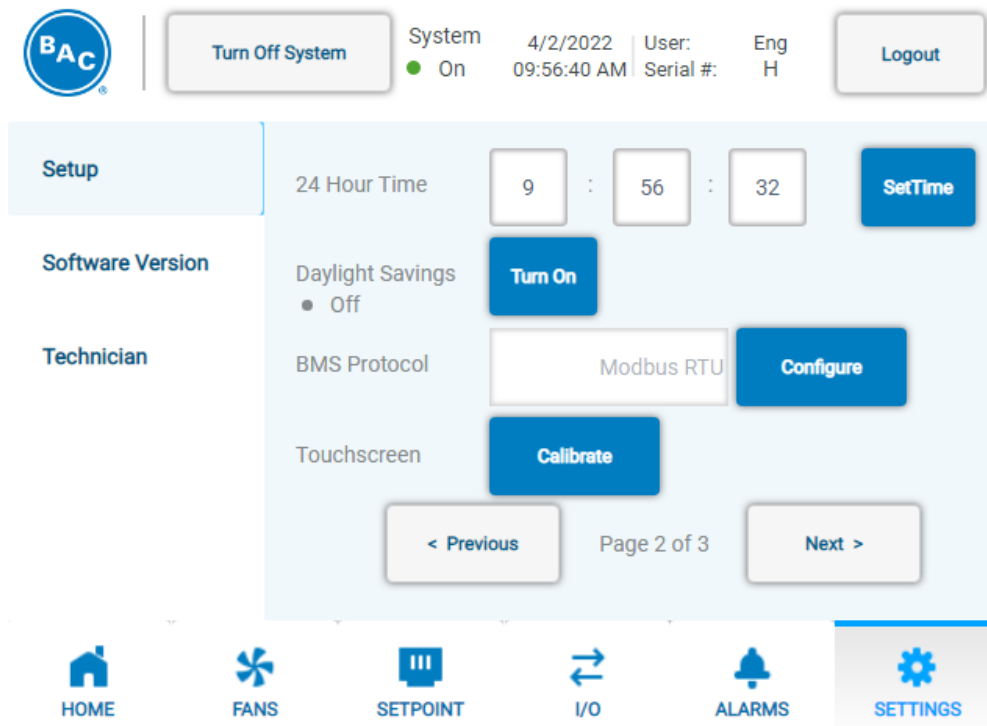 BAC
®
Turn Off System
System
On
4/2/2022
09:56:40 AM
User: Eng
Serial #: H
Logout
Setup
Software Version
Technician
24 Hour Time 9 : 56 : 32 SetTime
Daylight Savings
Off
Turn On
BMS Protocol Modbus RTU Configure
Touchscreen Calibrate
< Previous Page 2 of 3 Next >
HOME FANS SETPOINT I/O ALARMS SETTINGS